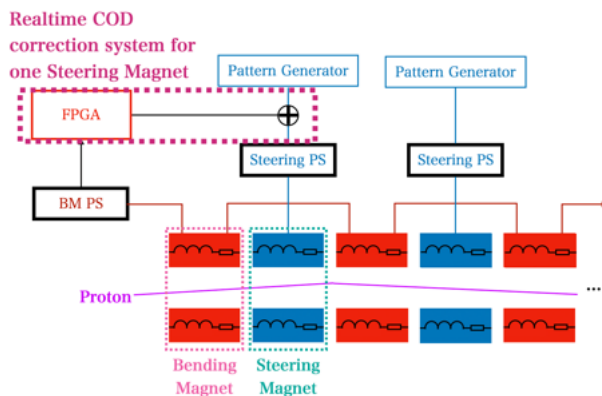 Realtime COD
correction system for
one Steering Magnet
Pattern Generator
Pattern Generator
FPGA
Steering PS
Steering PS
BM PS
Proton
...
Bending
Magnet
Steering
Magnet